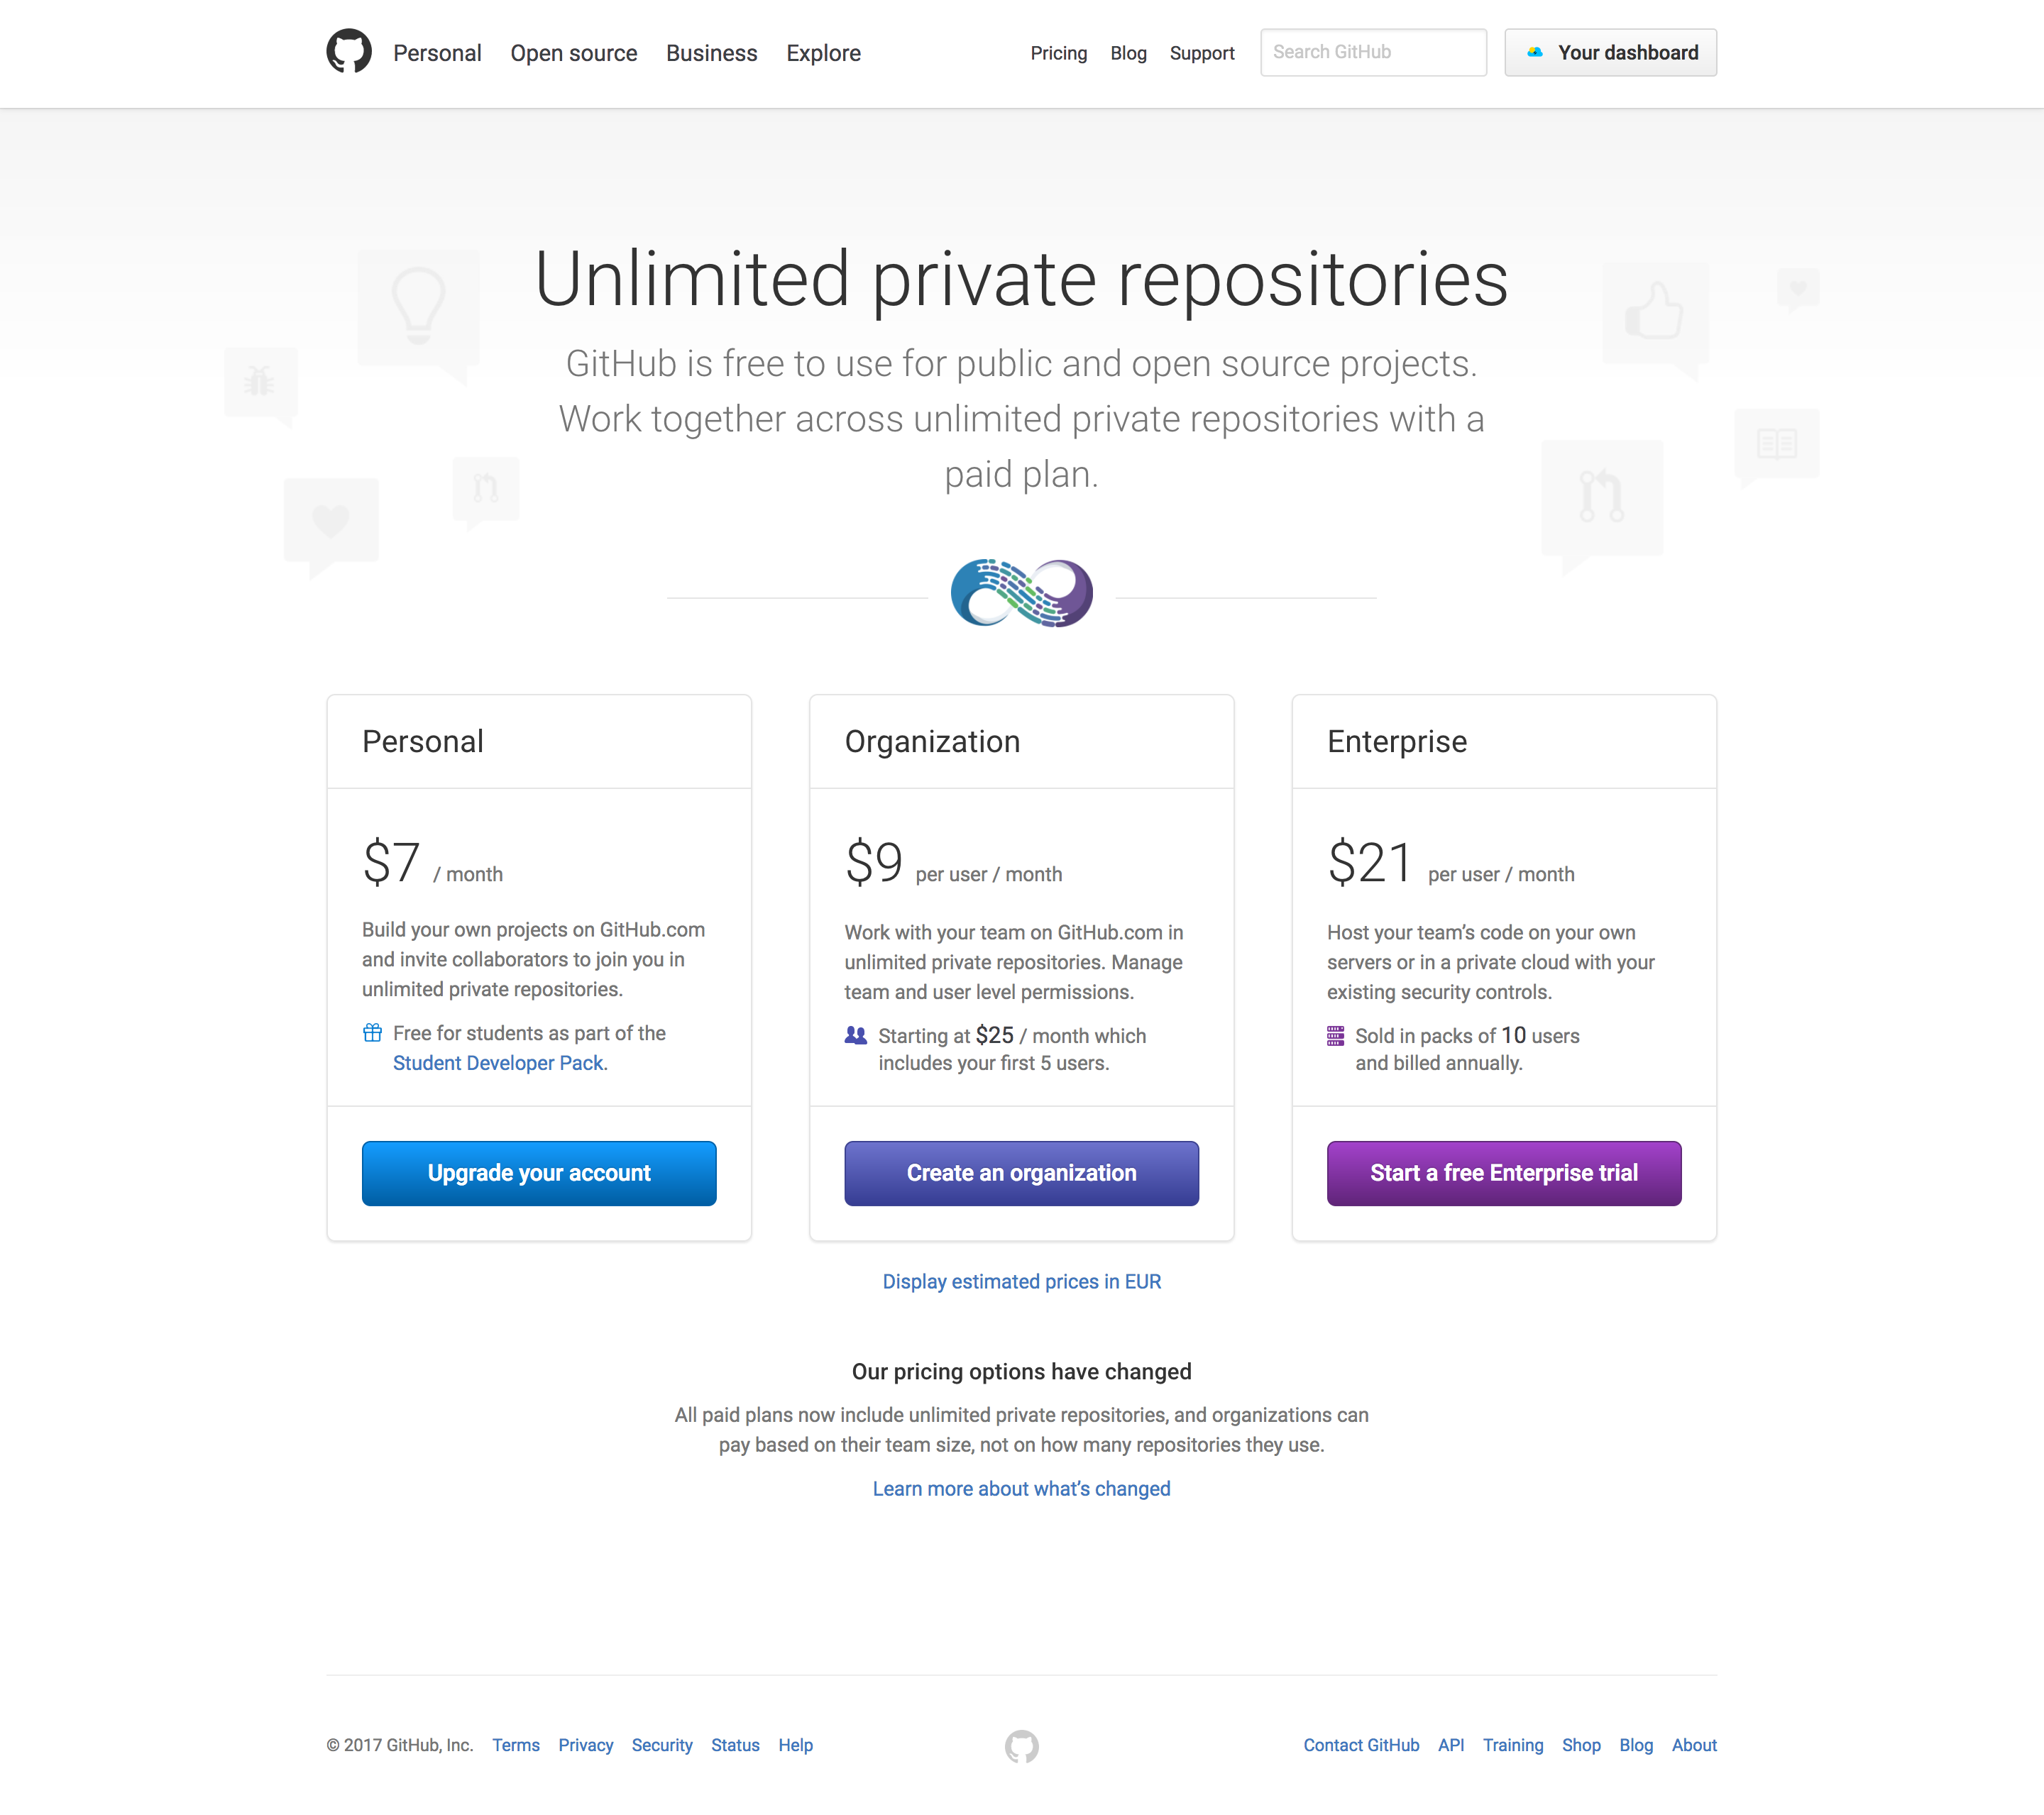 Personal Open source Business Explore Pricing Blog Support Search GitHub Your dashboard
Unlimited private repositories
GitHub is free to use for public and open source projects.
Work together across unlimited private repositories with a
paid plan.
Personal
$7 / month
Build your own projects on GitHub.com
and invite collaborators to join you in
unlimited private repositories.
Free for students as part of the
Student Developer Pack.
Upgrade your account
Organization
$9 per user / month
Work with your team on GitHub.com in
unlimited private repositories. Manage
team and user level permissions.
Starting at $25 / month which
includes your first 5 users.
Create an organization
Enterprise
$21 per user / month
Host your team’s code on your own
servers or in a private cloud with your
existing security controls.
Sold in packs of 10 users
and billed annually.
Start a free Enterprise trial
Display estimated prices in EUR
Our pricing options have changed
All paid plans now include unlimited private repositories, and organizations can
pay based on their team size, not on how many repositories they use.
Learn more about what’s changed
© 2017 GitHub, Inc. Terms Privacy Security Status Help Contact GitHub API Training Shop Blog About